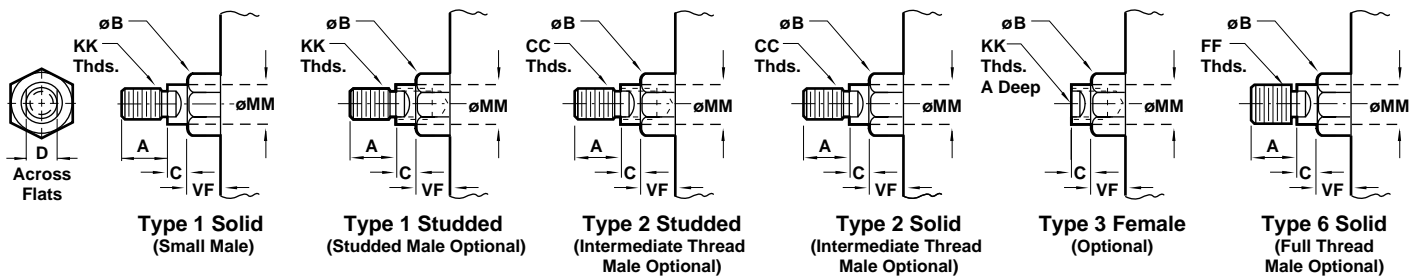 D
Across
Flats
øB
KK
Thds.
øMM
A
C
VF
Type 1 Solid
(Small Male)
øB
KK
Thds.
øMM
A
C
VF
Type 1 Studded
(Studded Male Optional)
øB
CC
Thds.
øMM
A
C
VF
Type 2 Studded
(Intermediate Thread
Male Optional)
øB
CC
Thds.
øMM
A
C
VF
Type 2 Solid
(Intermediate Thread
Male Optional)
øB
KK
Thds.
A Deep
øMM
C
VF
Type 3 Female
(Optional)
øB
FF
Thds.
øMM
A
C
VF
Type 6 Solid
(Full Thread
Male Optional)